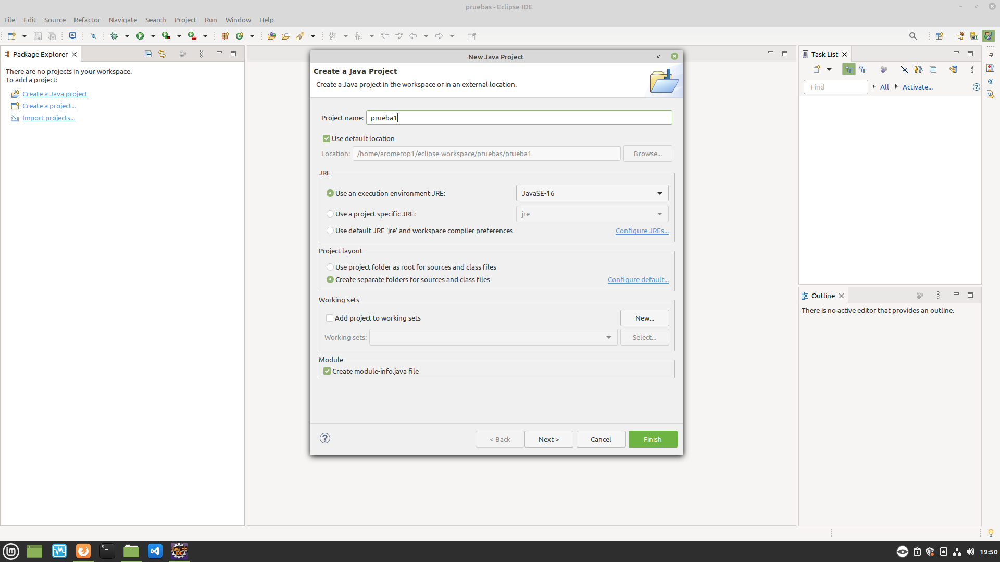 pruebas - Eclipse IDE
File Edit Source Refactor Navigate Search Project Run Window Help
Package Explorer
There are no projects in your workspace.
To add a project:
Create a Java project
Create a project...
Import projects...
New Java Project
Create a Java Project
Create a Java project in the workspace or in an external location.
Project name: prueba1
Use default location
Location: /home/aromerop1/eclipse-workspace/pruebas/prueba1 Browse...
JRE
Use an execution environment JRE: JavaSE-16
Use a project specific JRE: jre
Use default JRE 'jre' and workspace compiler preferences Configure JREs...
Project layout
Use project folder as root for sources and class files
Create separate folders for sources and class files Configure default...
Working sets
Add project to working sets New...
Working sets: Select...
Module
Create module-info.java file
< Back Next > Cancel Finish
Task List
Find All Activate...
Outline
There is no active editor that provides an outline.
Java EE
IDE
19:50